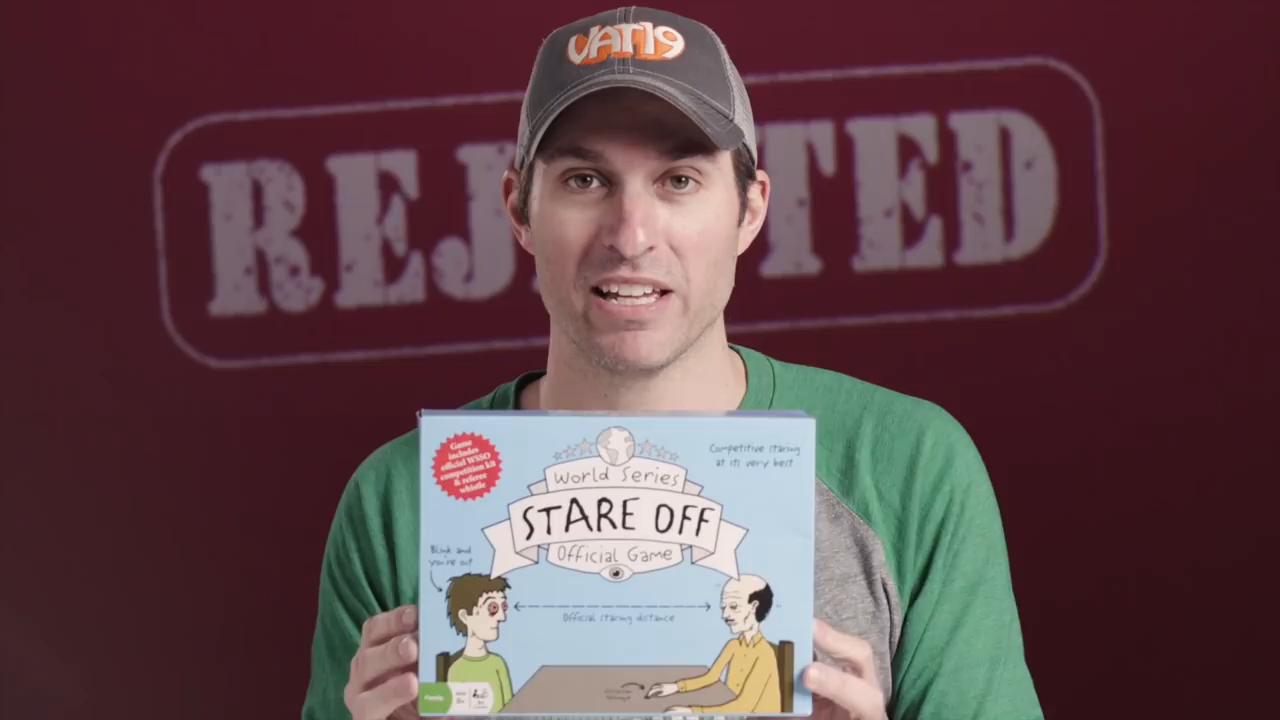 VAT19
REJ TED
Game
includes
official WSSO
competition kit
& referee
whistle
Competitive staring
at its very best
World Series
STARE OFF
Official Game
Blink and
you're out
Official staring distance
Family